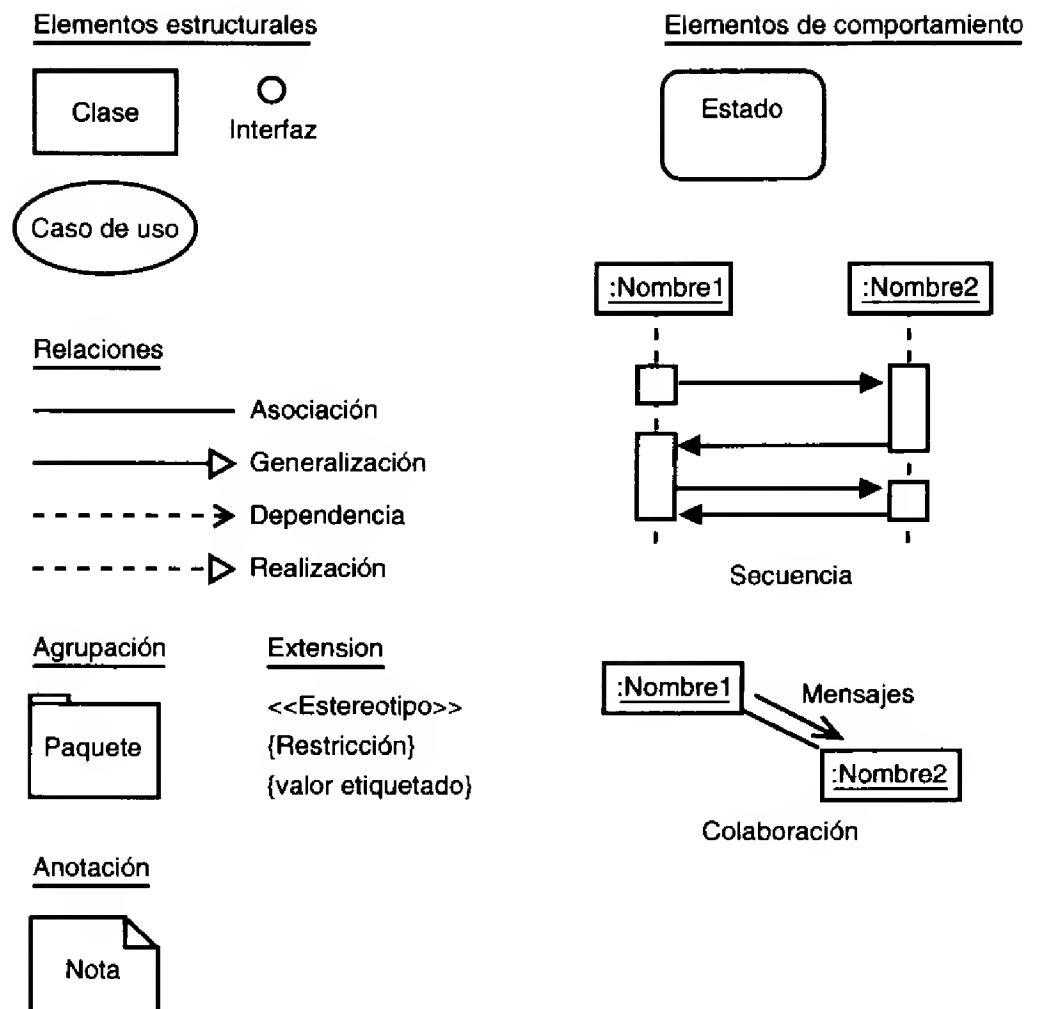 Elementos estructurales
Clase
Interfaz
Caso de uso
Relaciones
Asociación
Generalización
Dependencia
Realización
Agrupación
Paquete
Extension
<<Estereotipo>>
{Restricción}
{valor etiquetado}
Anotación
Nota
Elementos de comportamiento
Estado
:Nombre1
:Nombre2
Secuencia
:Nombre1
Mensajes
:Nombre2
Colaboración